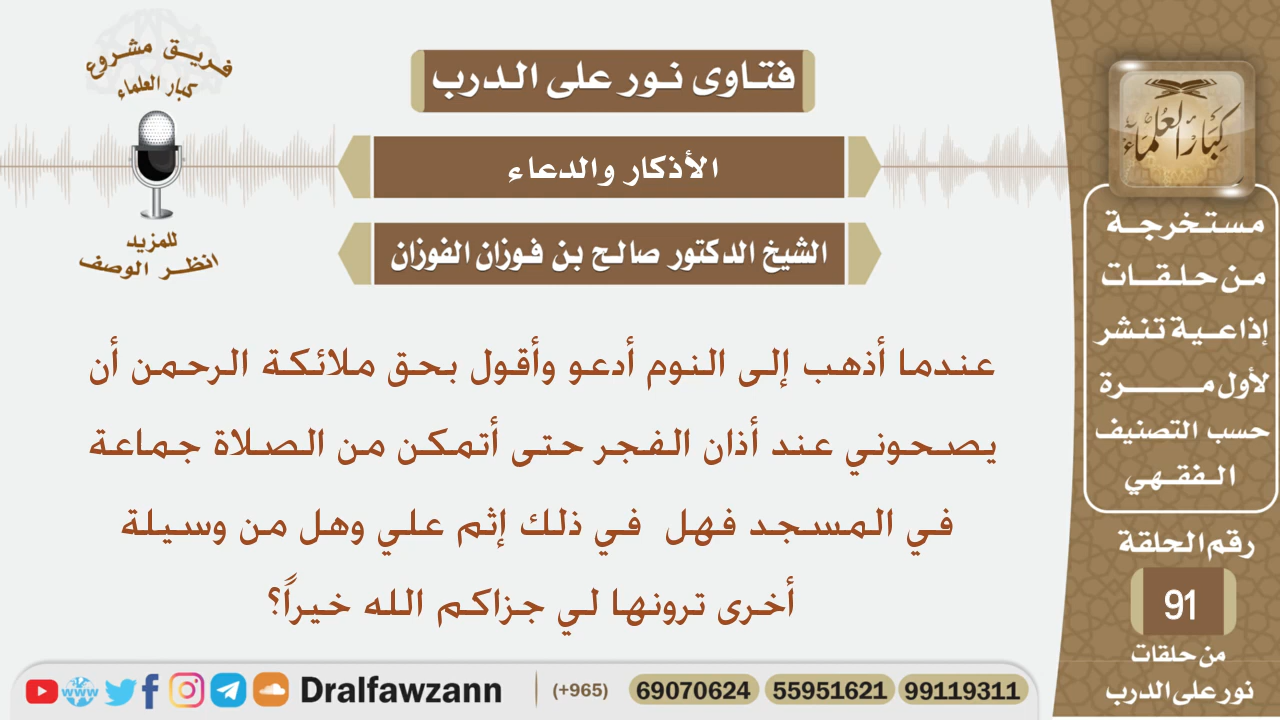 فريق مشروع
كبار العلماء
للمزيد
انظر الوصف
فتاوى نور على الدرب
الأذكار والدعاء
الشيخ الدكتور صالح بن فوزان الفوزان
عندما أذهب إلى النوم أدعو وأقول بحق ملائكة الرحمن أن
يصحوني عند أذان الفجر حتى أتمكن من الصلاة جماعة
في المسجد فهل في ذلك إثم علي وهل من وسيلة
أخرى ترونها لي جزاكم الله خيراً؟
كبار العلماء
مستخرجة
من حلقات
إذاعية تنشر
لأول مرة
حسب التصنيف
الفقهي
رقم الحلقة
91
من حلقات
نور على الدرب
www Dralfawzann (+965) 69070624 55951621 99119311